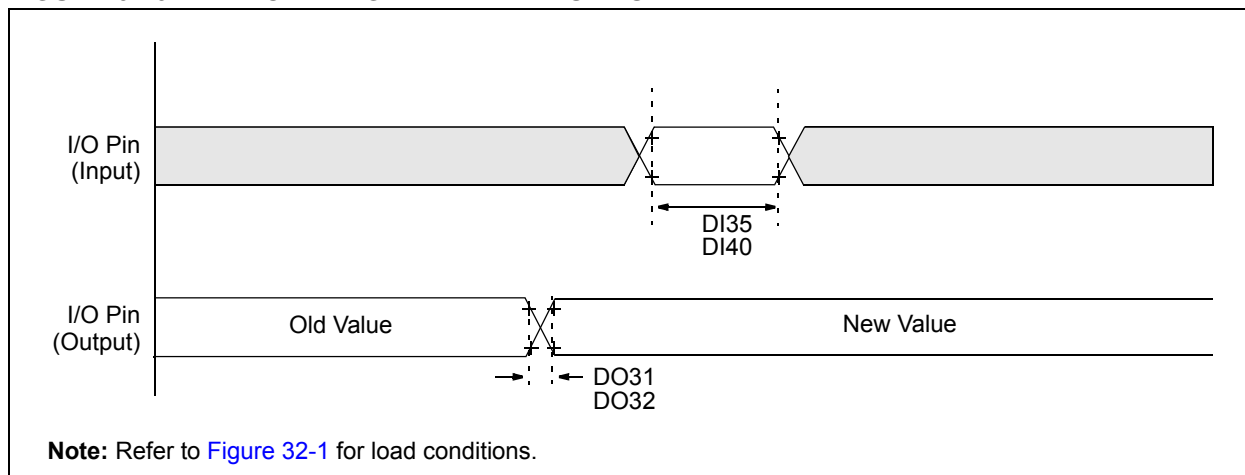 I/O Pin
(Input)
DI35
DI40
I/O Pin
(Output)
Old Value
New Value
DO31
DO32
Note: Refer to Figure 32-1 for load conditions.